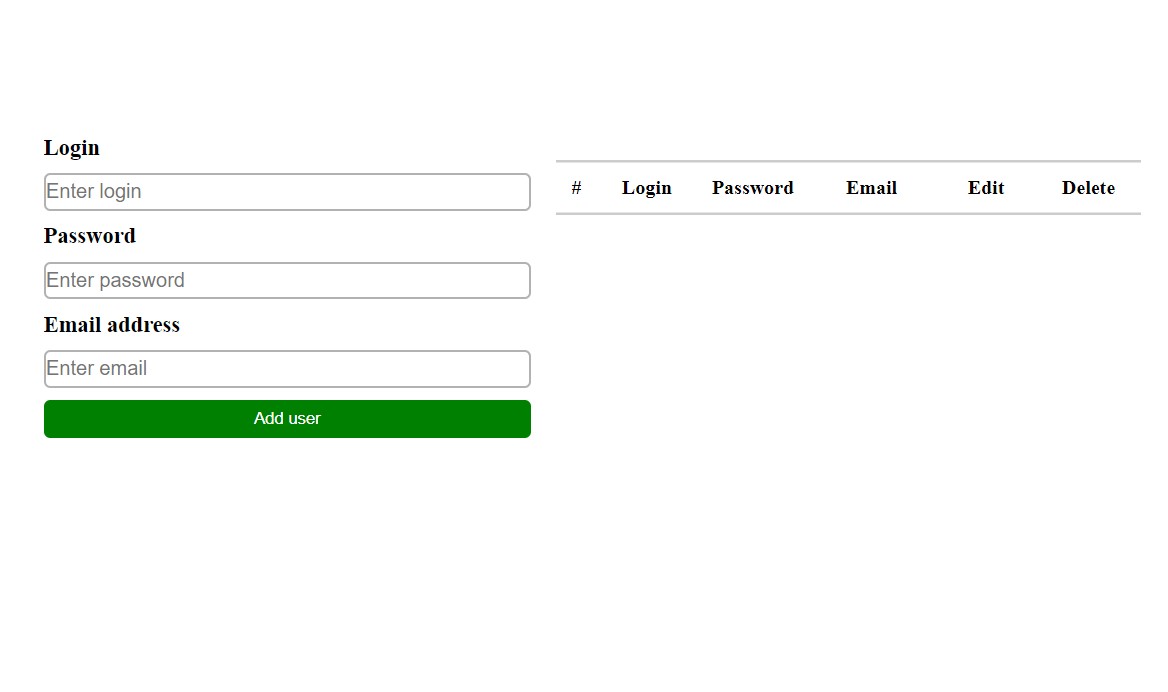 Login
Enter login
Password
Enter password
Email address
Enter email
Add user
# Login Password Email Edit Delete